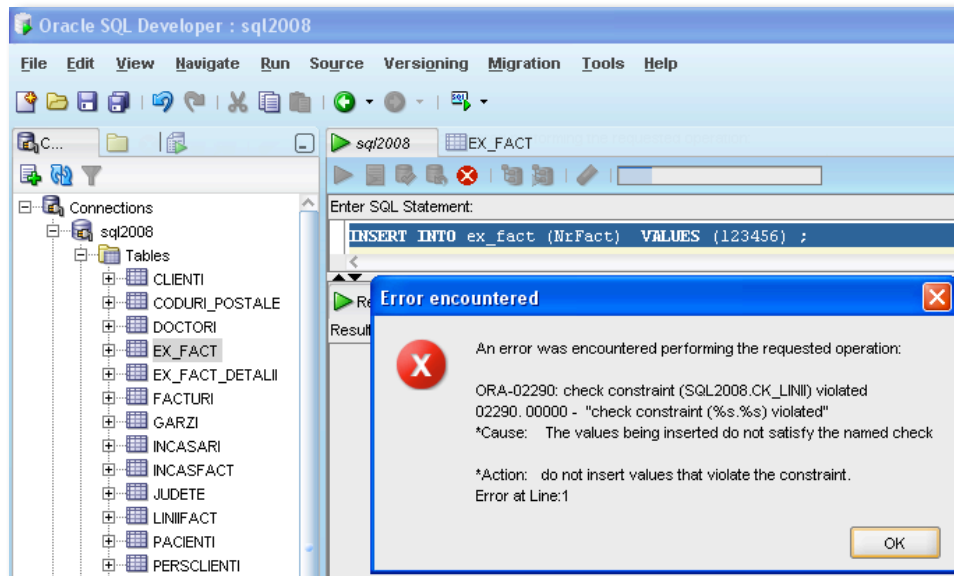 Oracle SQL Developer : sql2008
File Edit View Navigate Run Source Versioning Migration Tools Help
C...
sql2008
EX_FACT
Connections
sql2008
Tables
CLIENTI
CODURI_POSTALE
DOCTORI
EX_FACT
EX_FACT_DETALII
FACTURI
GARZI
INCASARI
INCASFACT
JUDETE
LINIIFACT
PACIENTI
PERSCLIENTI
Enter SQL Statement:
INSERT INTO ex_fact (NrFact) VALUES (123456) ;
Re
Result
Error encountered
An error was encountered performing the requested operation:
ORA-02290: check constraint (SQL2008.CK_LINII) violated
02290. 00000 - "check constraint (%s.%s) violated"
*Cause: The values being inserted do not satisfy the named check
*Action: do not insert values that violate the constraint.
Error at Line:1
OK